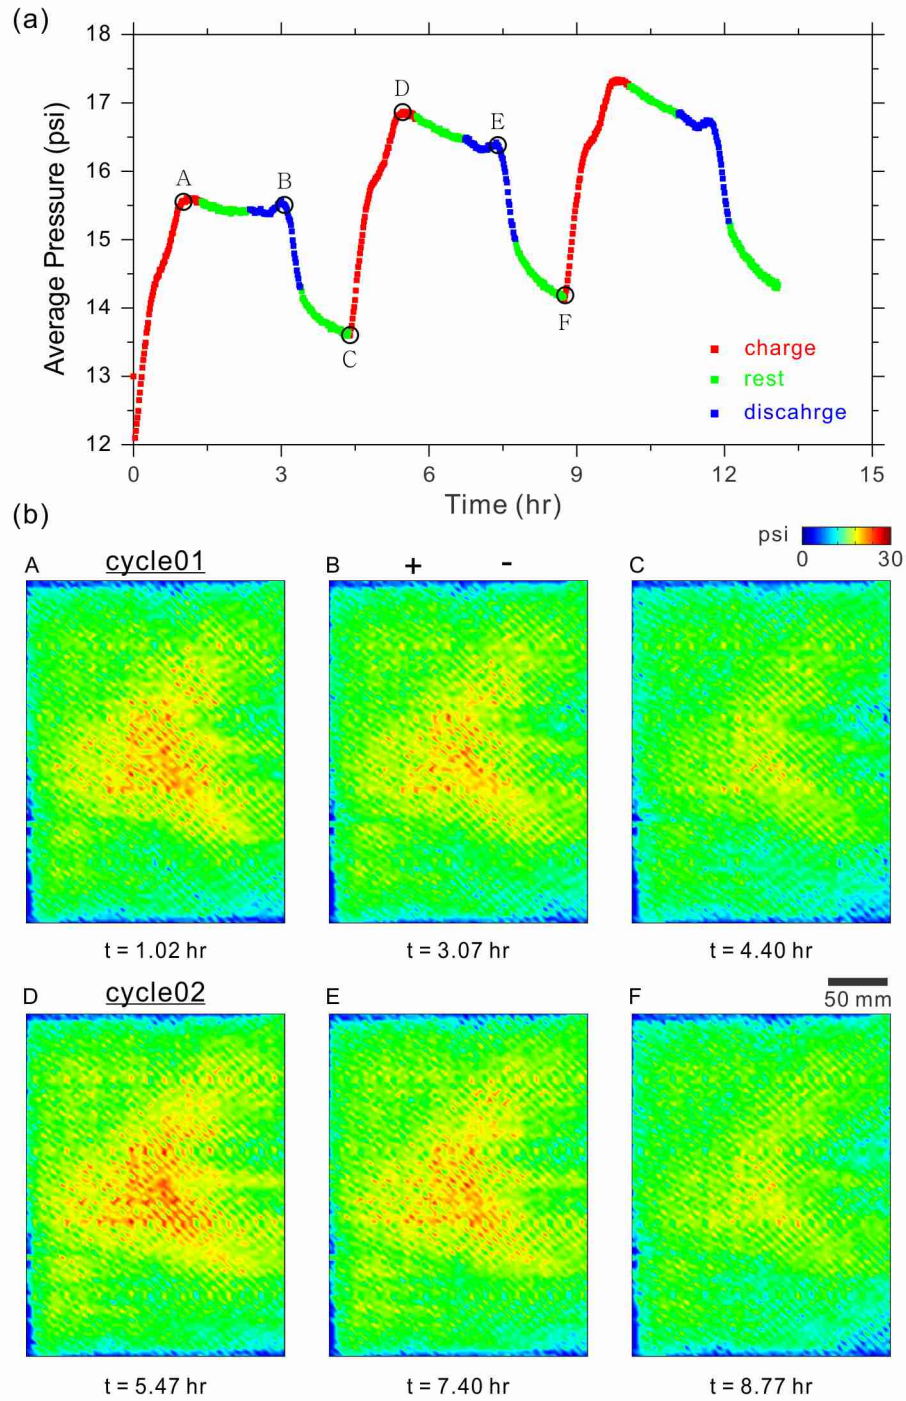 (a)
18
17
16
15
14
13
12
Average Pressure (psi)
A
B
C
D
E
F
charge
rest
discahrge
0
3
6
9
12
15
Time (hr)
(b)
psi
0
30
A
cycle01
B
+
-
C
t = 1.02 hr
t = 3.07 hr
t = 4.40 hr
D
cycle02
E
F
50 mm
t = 5.47 hr
t = 7.40 hr
t = 8.77 hr